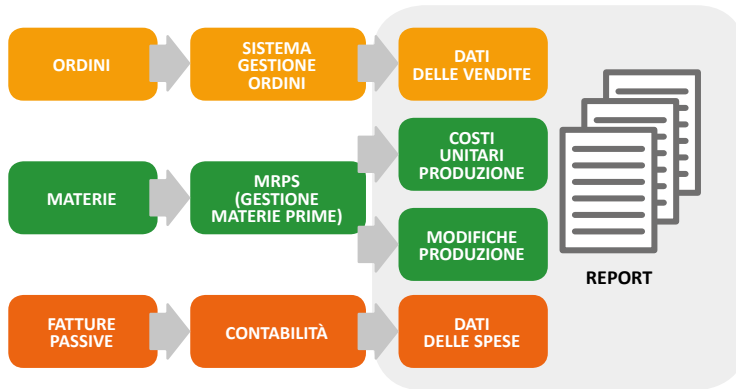 ORDINI
SISTEMA
GESTIONE
ORDINI
DATI
DELLE VENDITE
MATERIE
MRPS
(GESTIONE
MATERIE PRIME)
COSTI
UNITARI
PRODUZIONE
MODIFICHE
PRODUZIONE
REPORT
FATTURE
PASSIVE
CONTABILITÀ
DATI
DELLE SPESE